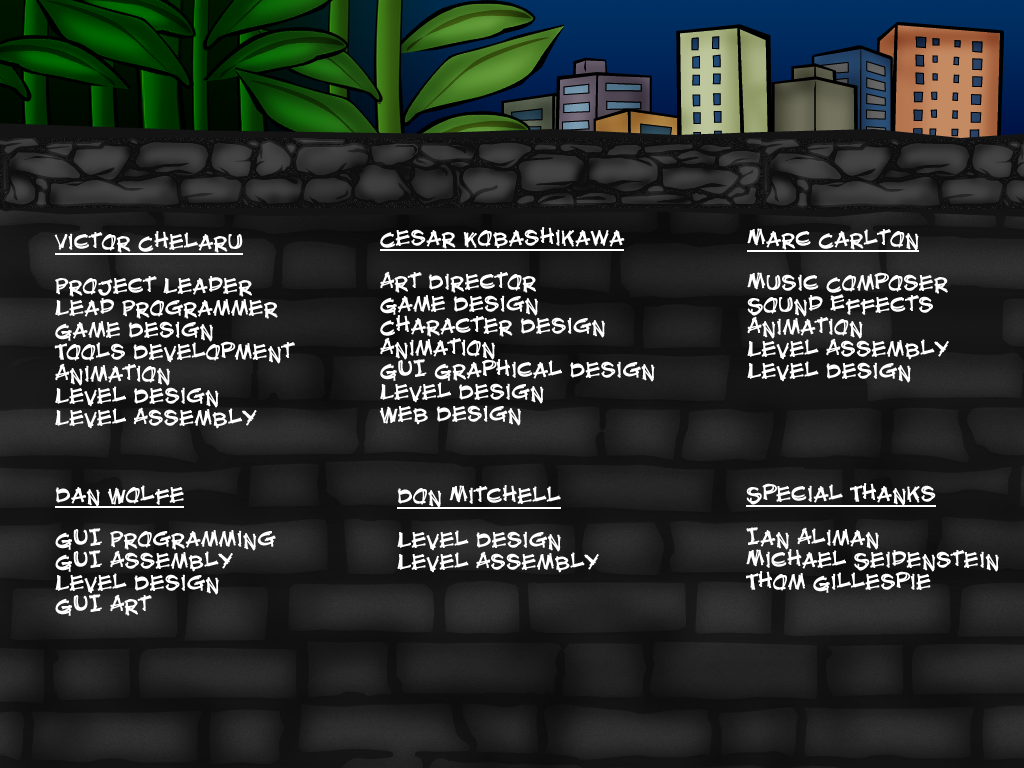 VICTOR CHELARU
PROJECT LEADER
LEAD PROGRAMMER
GAME DESIGN
TOOLS DEVELOPMENT
ANIMATION
LEVEL DESIGN
LEVEL ASSEMBLY
CESAR KOBASHIKAWA
ART DIRECTOR
GAME DESIGN
CHARACTER DESIGN
ANIMATION
GUI GRAPHICAL DESIGN
LEVEL DESIGN
WEB DESIGN
MARC CARLTON
MUSIC COMPOSER
SOUND EFFECTS
ANIMATION
LEVEL ASSEMBLY
LEVEL DESIGN
DAN WOLFE
GUI PROGRAMMING
GUI ASSEMBLY
LEVEL DESIGN
GUI ART
DON MITCHELL
LEVEL DESIGN
LEVEL ASSEMBLY
SPECIAL THANKS
IAN ALIMAN
MICHAEL SEIDENSTEIN
THOM GILLESPIE